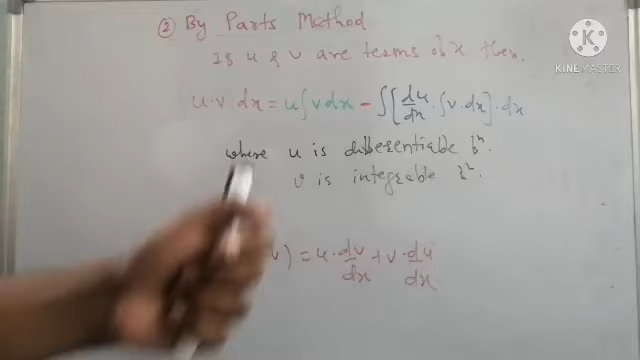 ② By Parts Method
If u & v are terms of x then,
u·v dx = u∫vdx − ∫[du/dx · ∫v·dx]·dx
where u is differentiable fⁿ.
v is integrable fⁿ.
) = u·dv/dx + v·du/dx
KINEMASTER